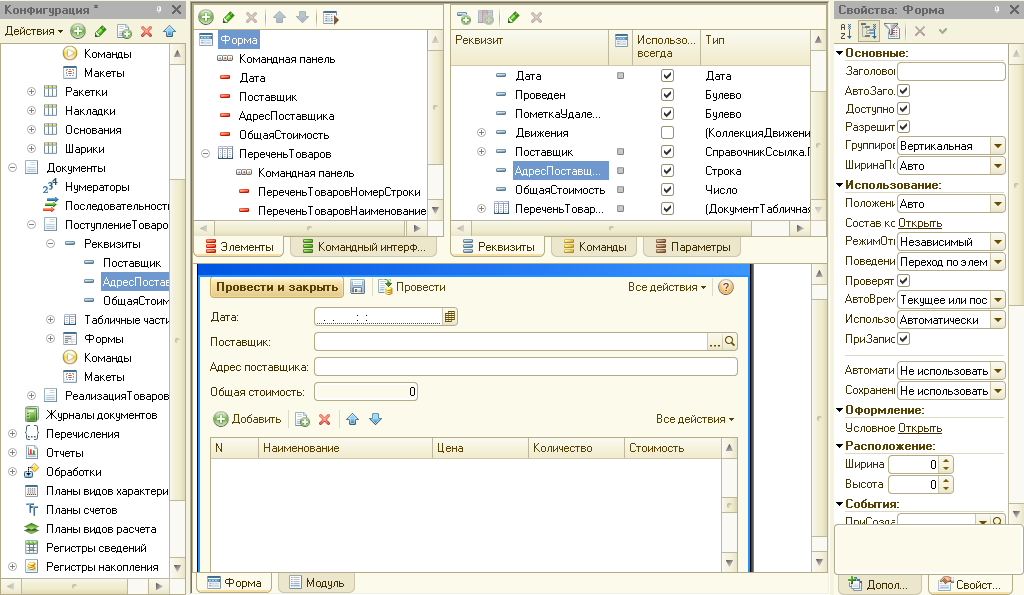 Конфигурация *
Действия
Команды
Макеты
Ракетки
Накладки
Основания
Шарики
Документы
Нумераторы
Последовательност
ПоступлениеТоваро
Реквизиты
Поставщик
АдресПостав
ОбщаяСтоим
Табличные части
Формы
Команды
Макеты
РеализацияТоваров
Журналы документов
Перечисления
Отчеты
Обработки
Планы видов характери
Планы счетов
Планы видов расчета
Регистры сведений
Регистры накопления
Форма
Командная панель
Дата
Поставщик
АдресПоставщика
ОбщаяСтоимость
ПереченьТоваров
Командная панель
ПереченьТоваровНомерСтроки
ПереченьТоваровНаименование
Элементы
Командный интерф...
Реквизит
Использо...
всегда
Тип
Дата Дата
Проведен Булево
ПометкаУдале... Булево
Движения (КоллекцияДвижени
Поставщик СправочникСсылка.П
АдресПоставщ... Строка
ОбщаяСтоимость Число
ПереченьТовар... (ДокументТабличная
Реквизиты
Команды
Параметры
Провести и закрыть
Провести
Все действия
?
Дата:
. . : :
Поставщик:
...
Адрес поставщика:
Общая стоимость: 0
Добавить
Все действия
N Наименование Цена Количество Стоимость
Форма
Модуль
Свойства: Форма
Основные:
Заголово
АвтоЗаго.
Доступно
Разрешит
Группиров Вертикальная
ШиринаПо Авто
Использование:
Положени Авто
Состав кс Открыть
РежимОти Независимый
Поведени Переход по элем
Проверят
АвтоВрем Текущее или пос
Использо Автоматически
ПриЗапис
Автомати Не использовать
Сохранен Не использовать
Оформление:
Условное Открыть
Расположение:
Ширина 0
Высота 0
События:
ПриСозда
Допол...
Свойст...